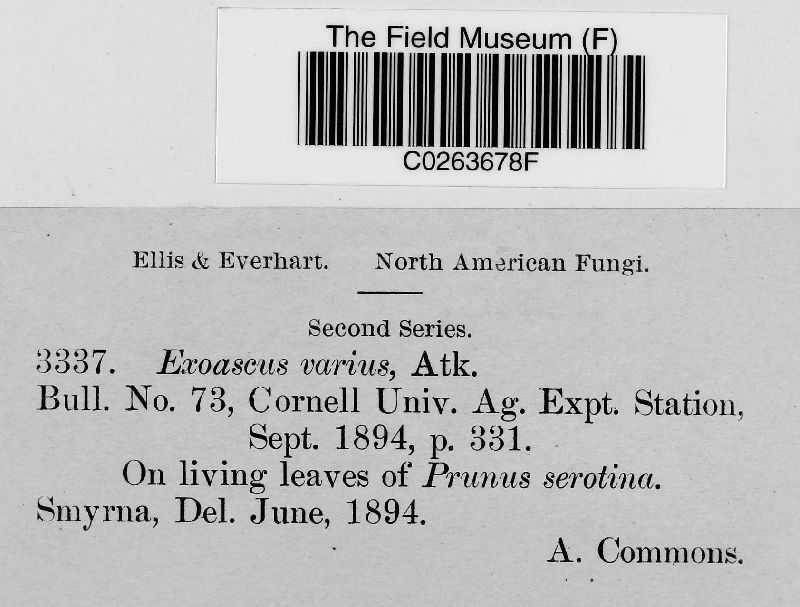 The Field Museum (F)
C0263678F
Ellis & Everhart. North American Fungi.
Second Series.
3337. Exoascus varius, Atk.
Bull. No. 73, Cornell Univ. Ag. Expt. Station,
Sept. 1894, p. 331.
On living leaves of Prunus serotina.
Smyrna, Del. June, 1894.
A. Commons.